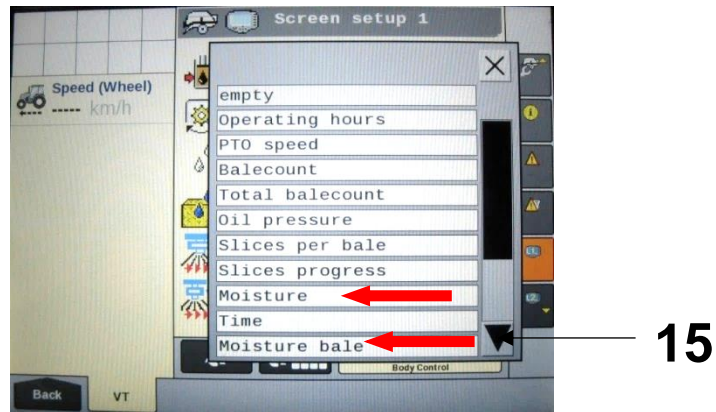 Screen setup 1
Speed (Wheel)
----- km/h
empty
Operating hours
PTO speed
Balecount
Total balecount
Oil pressure
Slices per bale
Slices progress
Moisture
Time
Moisture bale
15
Body Control
Back
VT